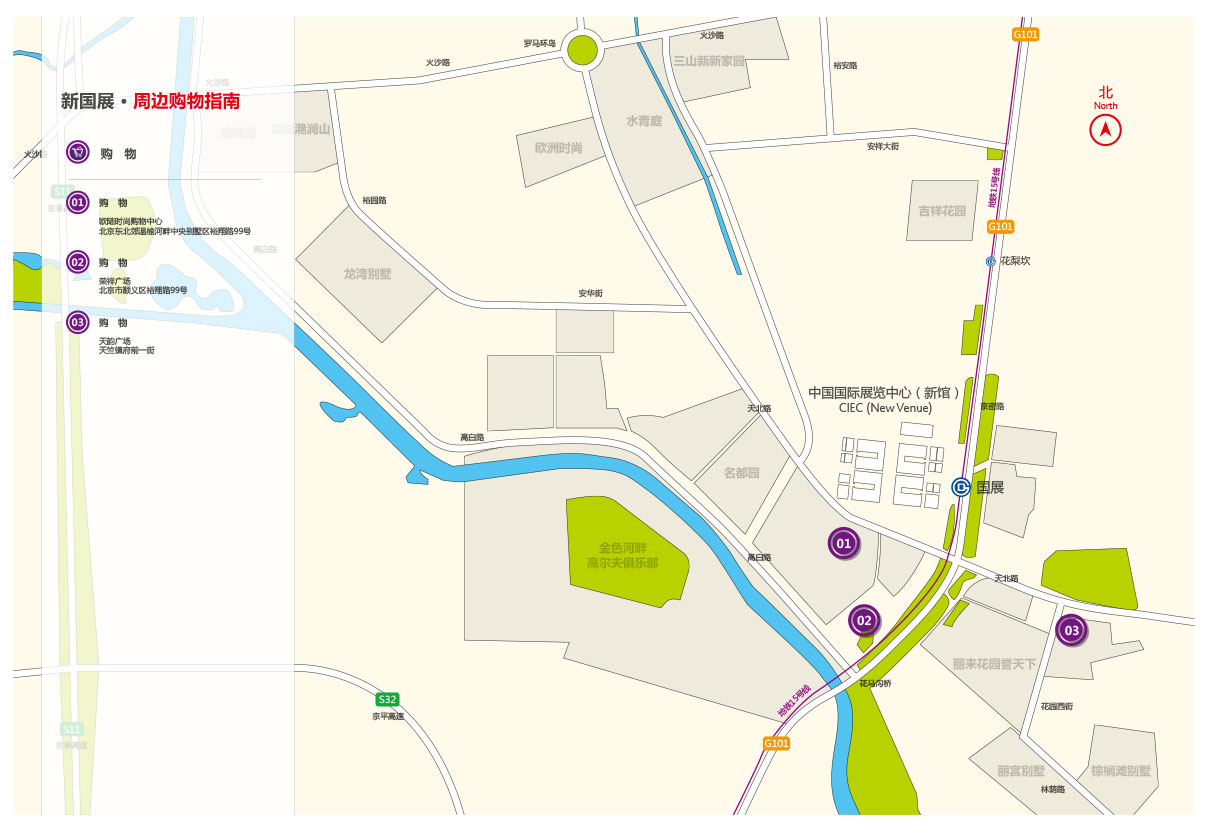 新国展·周边购物指南
购 物
01
购 物
欧陆时尚购物中心
北京东北郊温榆河畔中央别墅区裕翔路99号
02
购 物
荣祥广场
北京市顺义区裕翔路99号
03
购 物
天韵广场
天竺镇府前一街
火沙路
火沙路
S11
高白路
S11
京承高速
龙湖滟澜山
火沙路
罗马环岛
火沙路
三山新新家园
裕安路
G101
北
North
水青庭
欧洲时尚
安祥大街
地铁15号线
裕园路
吉祥花园
G101
花梨坎
龙湾别墅
安华街
中国国际展览中心（新馆）
CIEC (New Venue)
京密路
天北路
高白路
名都园
国展
01
金色河畔
高尔夫俱乐部
高白路
天北路
02
03
丽来花园誉天下
花马沟桥
地铁15号线
S32
京平高速
花园西街
G101
丽宫别墅
棕榈滩别墅
林荫路